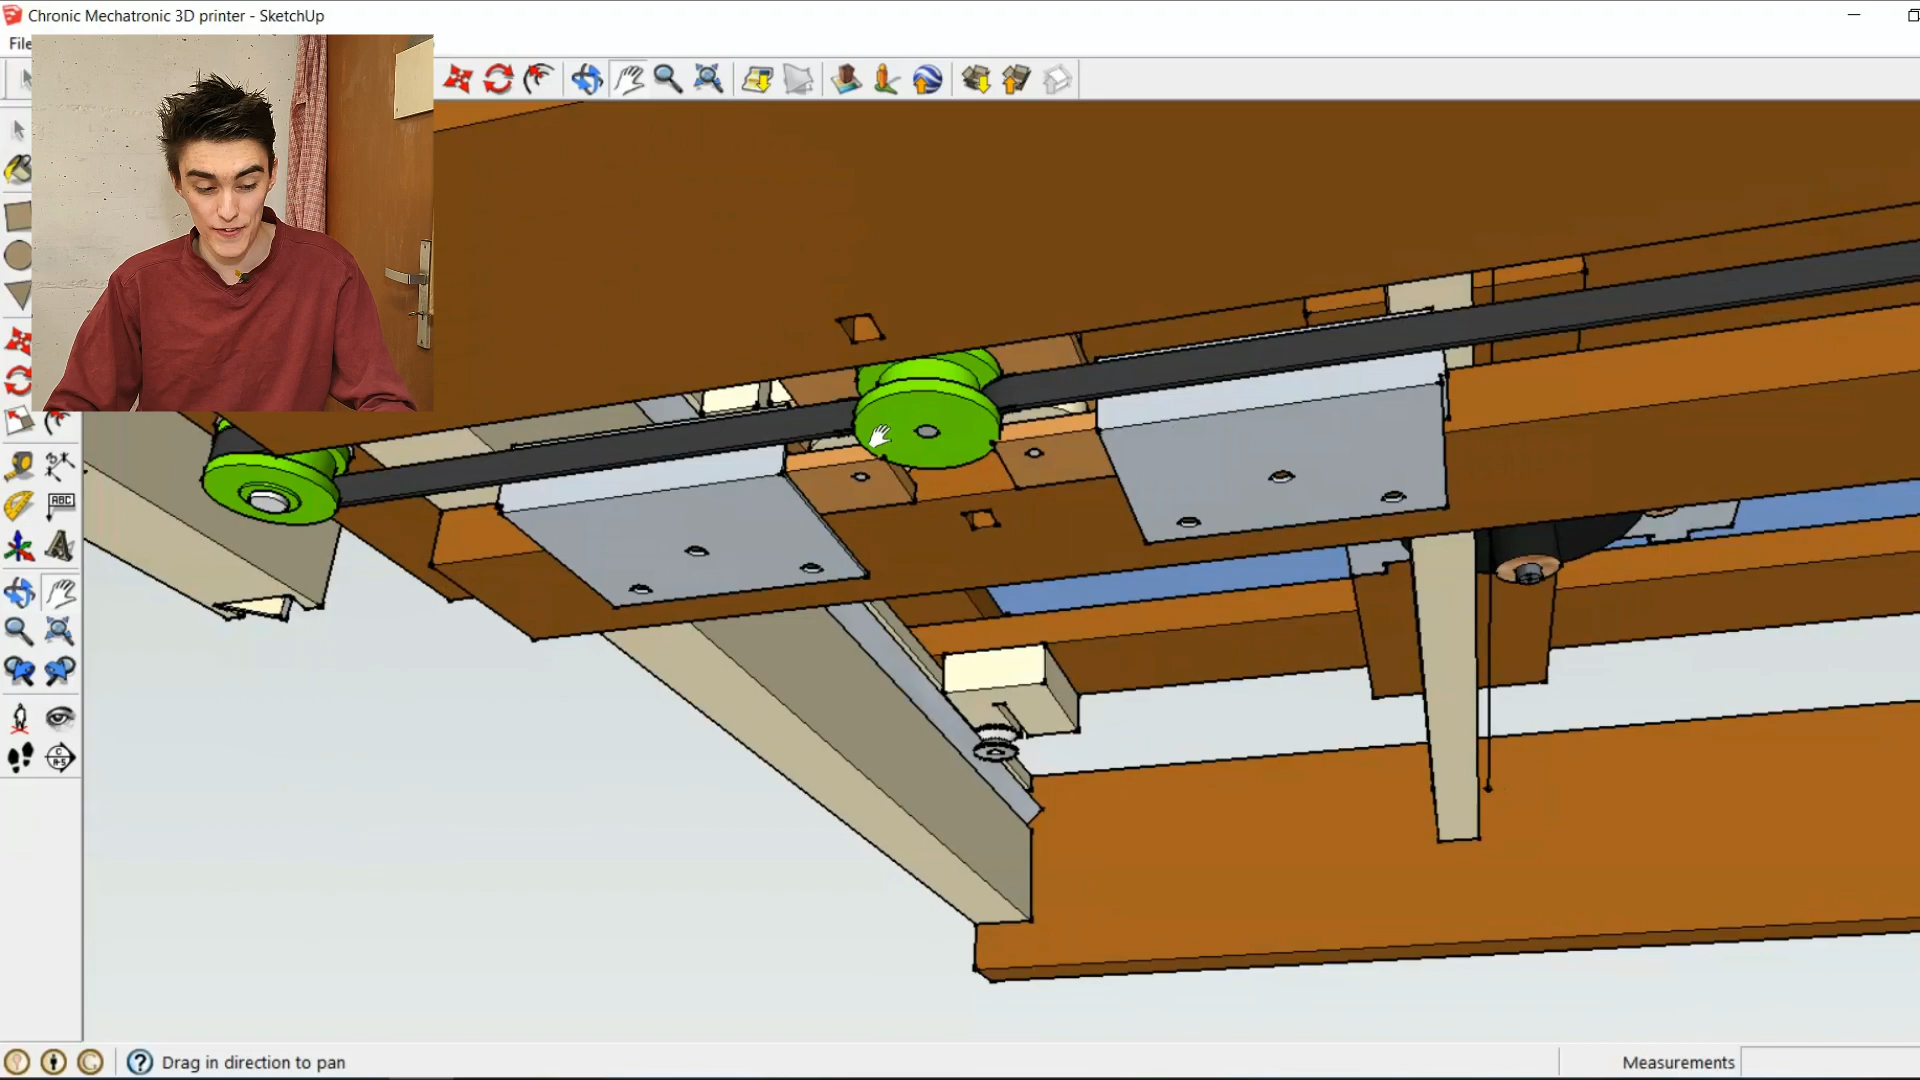 Chronic Mechatronic 3D printer - SketchUp
File
ABC
Drag in direction to pan
Measurements